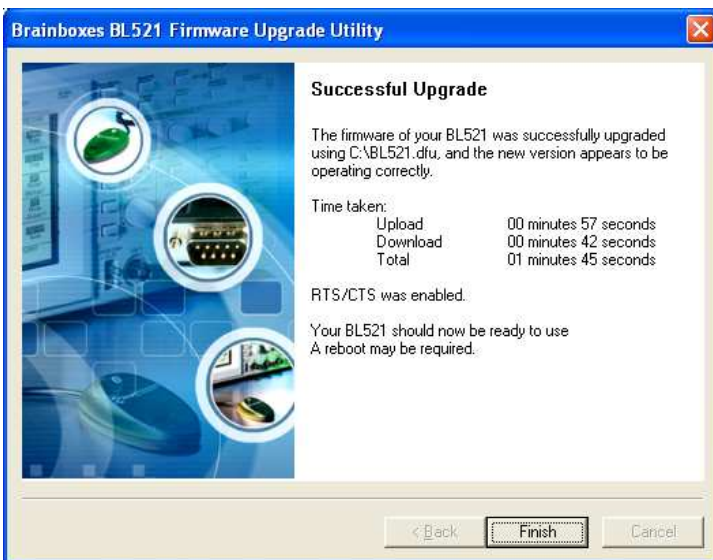 Brainboxes BL521 Firmware Upgrade Utility
Successful Upgrade
The firmware of your BL521 was successfully upgraded
using C:\BL521.dfu, and the new version appears to be
operating correctly.
Time taken:
Upload 00 minutes 57 seconds
Download 00 minutes 42 seconds
Total 01 minutes 45 seconds
RTS/CTS was enabled.
Your BL521 should now be ready to use
A reboot may be required.
< Back Finish Cancel